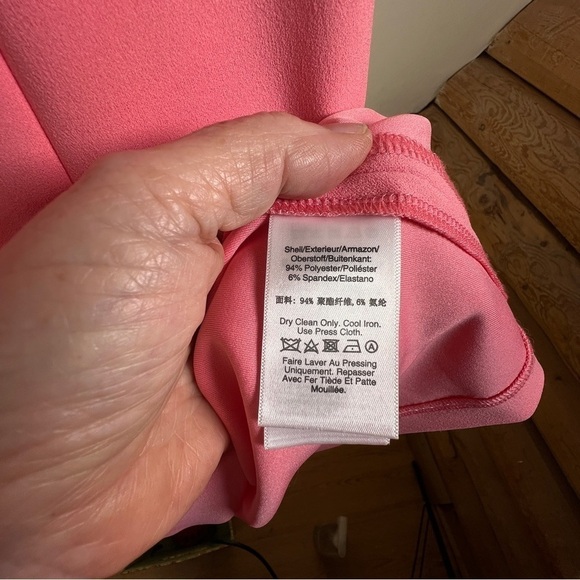 Shell/Exterieur/Armazon/
Oberstoff/Buitenkant:
94% Polyester/Poliéster
6% Spandex/Elastano
面料: 94% 聚酯纤维, 6% 氨纶
Dry Clean Only. Cool Iron.
Use Press Cloth.
A
Faire Laver Au Pressing
Uniquement. Repasser
Avec Fer Tiède Et Patte
Mouillée.